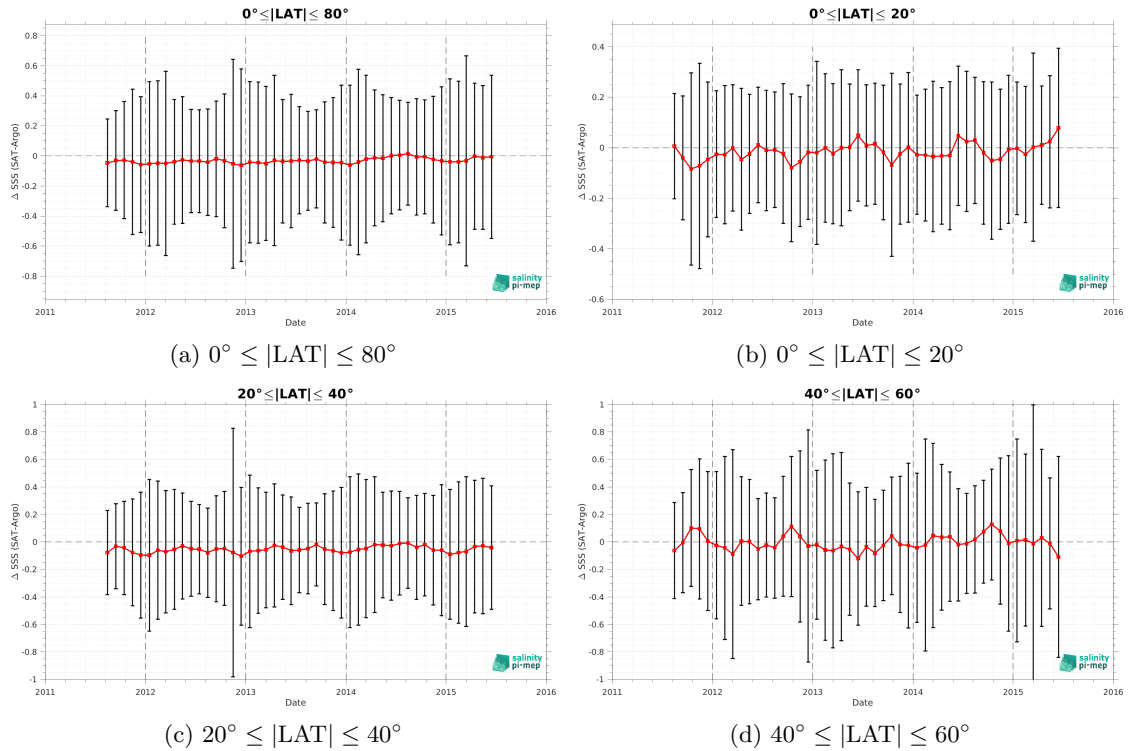 0°≤|LAT|≤ 80°
Δ SSS (SAT-Argo)
0.8
0.6
0.4
0.2
0
-0.2
-0.4
-0.6
-0.8
2011 2012 2013 2014 2015 2016
Date
salinity
pi-mep
(a) 0° ≤ |LAT| ≤ 80°
0°≤|LAT|≤ 20°
Δ SSS (SAT-Argo)
0.4
0.2
0
-0.2
-0.4
-0.6
2011 2012 2013 2014 2015 2016
Date
salinity
pi-mep
(b) 0° ≤ |LAT| ≤ 20°
20°≤|LAT|≤ 40°
Δ SSS (SAT-Argo)
1
0.8
0.6
0.4
0.2
0
-0.2
-0.4
-0.6
-0.8
-1
2011 2012 2013 2014 2015 2016
Date
salinity
pi-mep
(c) 20° ≤ |LAT| ≤ 40°
40°≤|LAT|≤ 60°
Δ SSS (SAT-Argo)
1
0.8
0.6
0.4
0.2
0
-0.2
-0.4
-0.6
-0.8
-1
2011 2012 2013 2014 2015 2016
Date
salinity
pi-mep
(d) 40° ≤ |LAT| ≤ 60°